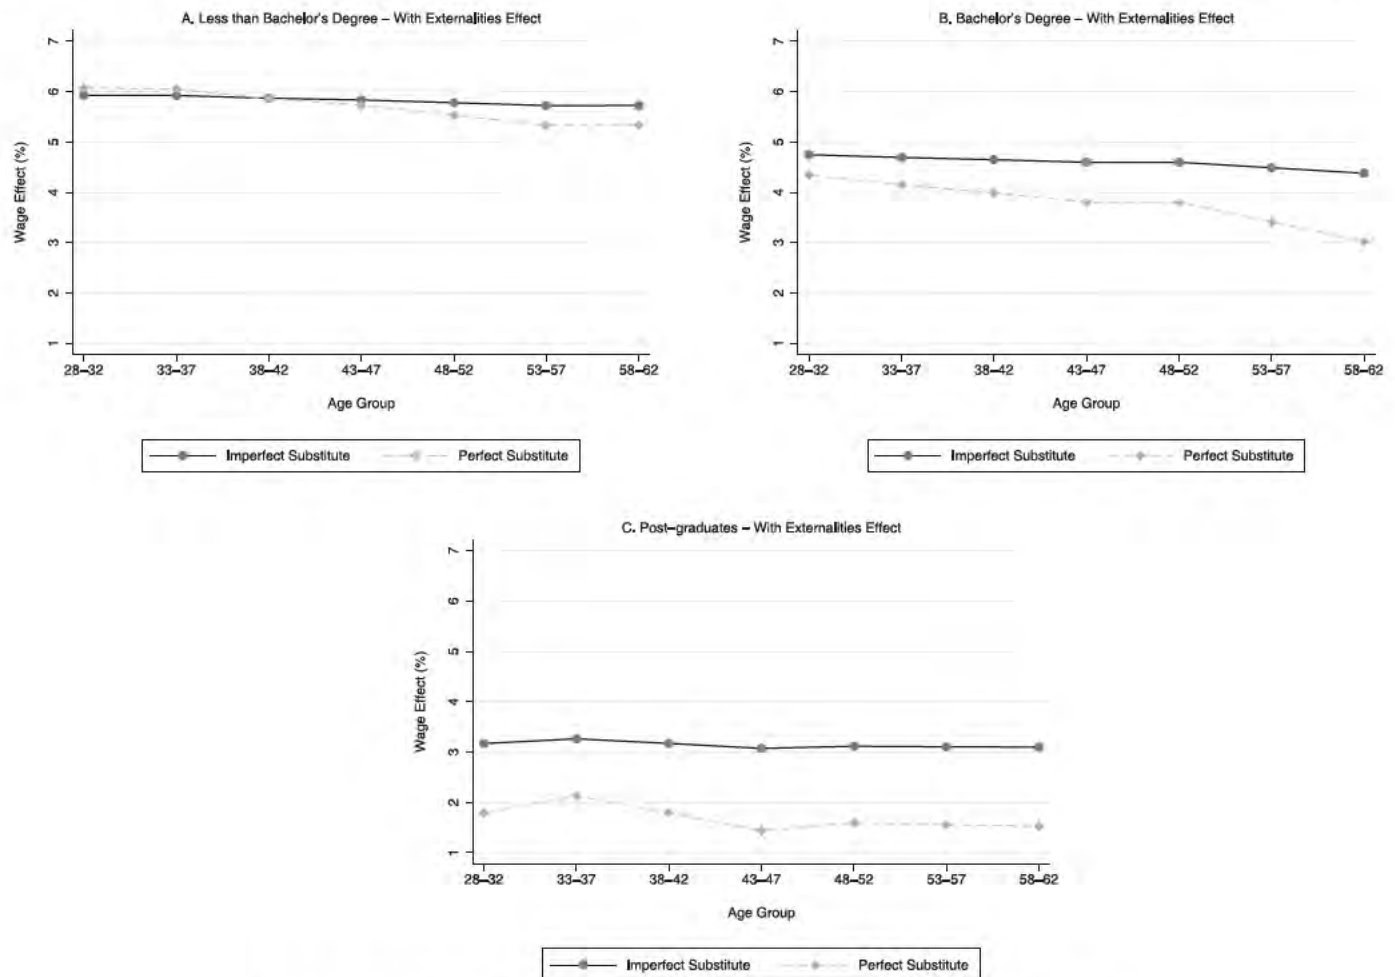 A. Less than Bachelor's Degree – With Externalities Effect
7
6
5
4
3
2
1
Wage Effect (%)
28–32 33–37 38–42 43–47 48–52 53–57 58–62
Age Group
Imperfect Substitute Perfect Substitute
B. Bachelor's Degree – With Externalities Effect
7
6
5
4
3
2
1
Wage Effect (%)
28–32 33–37 38–42 43–47 48–52 53–57 58–62
Age Group
Imperfect Substitute Perfect Substitute
C. Post–graduates – With Externalities Effect
7
6
5
4
3
2
1
Wage Effect (%)
28–32 33–37 38–42 43–47 48–52 53–57 58–62
Age Group
Imperfect Substitute Perfect Substitute